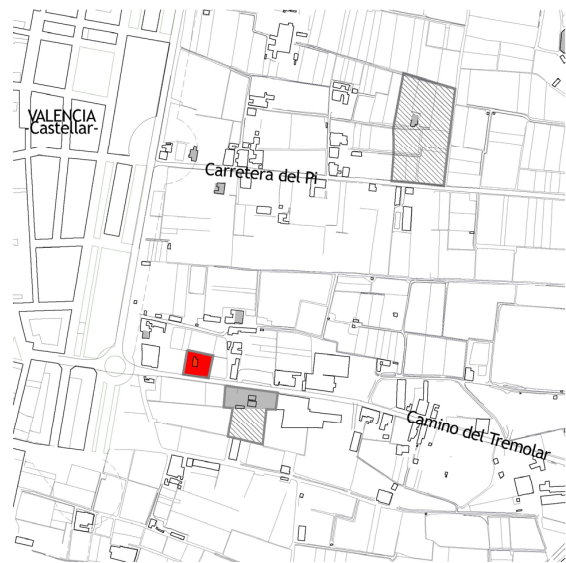 VALENCIA
-Castellar-
Carretera del Pi
Camino del Tremolar